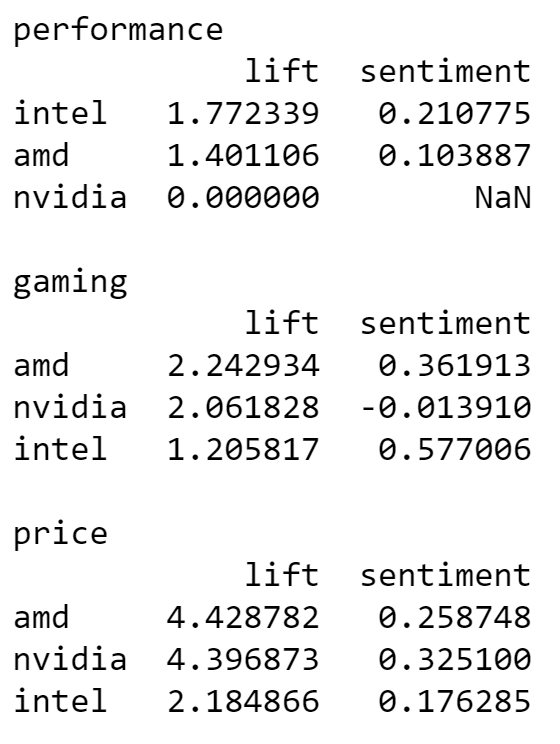 performance
lift sentiment
intel 1.772339 0.210775
amd 1.401106 0.103887
nvidia 0.000000 NaN
gaming
lift sentiment
amd 2.242934 0.361913
nvidia 2.061828 -0.013910
intel 1.205817 0.577006
price
lift sentiment
amd 4.428782 0.258748
nvidia 4.396873 0.325100
intel 2.184866 0.176285